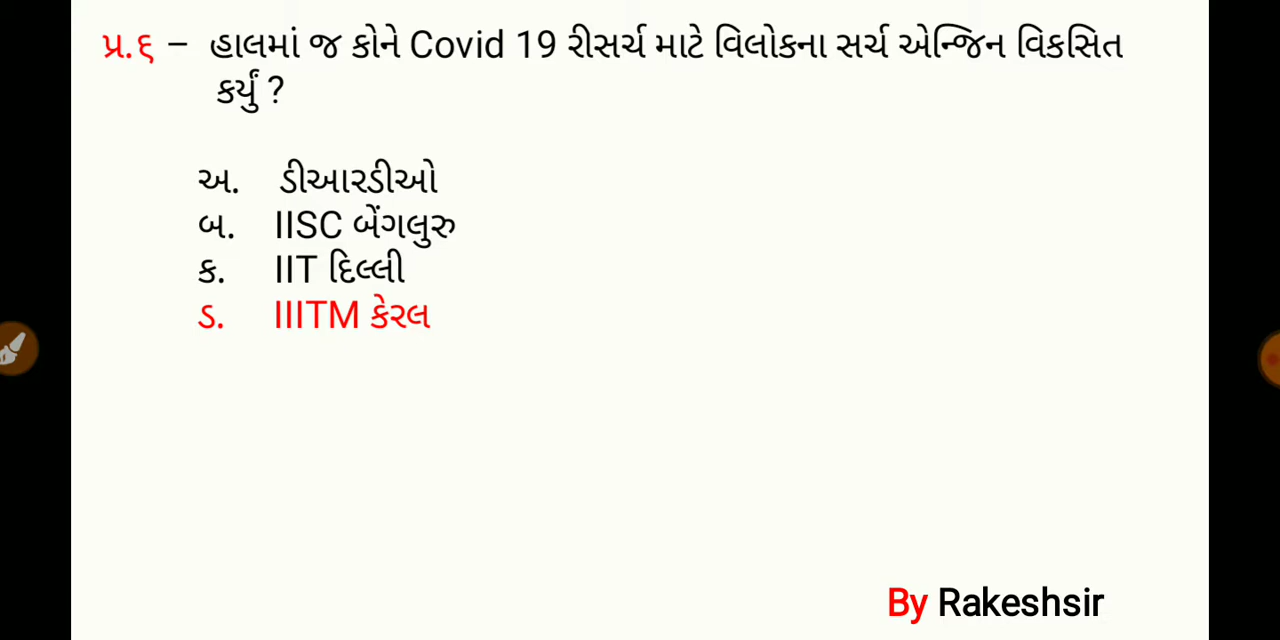 પ્ર.૬ – હાલમાં જ કોને Covid 19 રીસર્ચ માટે વિલોકના સર્ચ એન્જિન વિકસિત
કર્યું ?
અ. ડીઆરડીઓ
બ. IISC બેંગલુરુ
ક. IIT દિલ્લી
ડ. IIITM કેરલ
By Rakeshsir